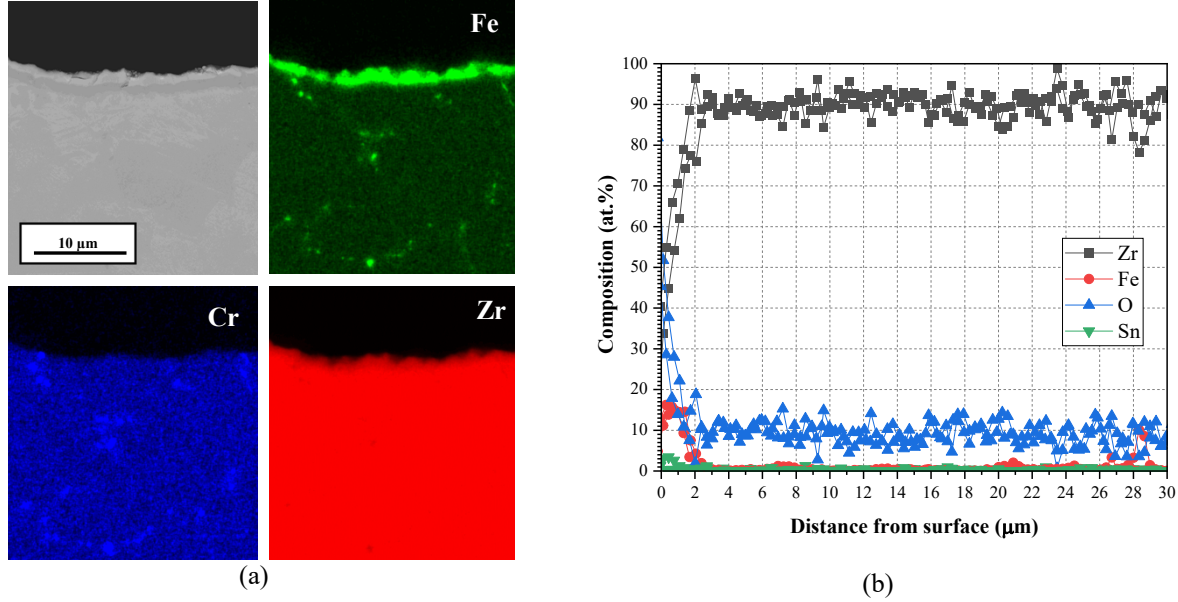 Fe
10 µm
Cr
Zr
(a)
100
90
80
70
60
50
40
30
20
10
0
Composition (at.%)
Zr
Fe
O
Sn
0 2 4 6 8 10 12 14 16 18 20 22 24 26 28 30
Distance from surface (µm)
(b)